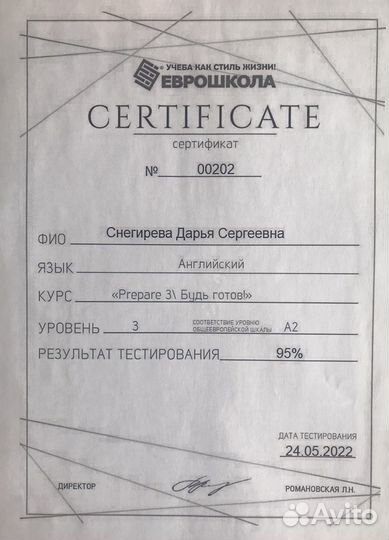 УЧЕБА КАК СТИЛЬ ЖИЗНИ!
ЕВРОШКОЛА
CERTIFICATE
сертификат
№ 00202
ФИО Снегирева Дарья Сергеевна
ЯЗЫК Английский
КУРС «Prepare 3\ Будь готов!»
УРОВЕНЬ 3 СООТВЕТСТВИЕ УРОВНЮ ОБЩЕЕВРОПЕЙСКОЙ ШКАЛЫ A2
РЕЗУЛЬТАТ ТЕСТИРОВАНИЯ 95%
ДАТА ТЕСТИРОВАНИЯ
24.05.2022
ДИРЕКТОР РОМАНОВСКАЯ Л.Н.
Avito